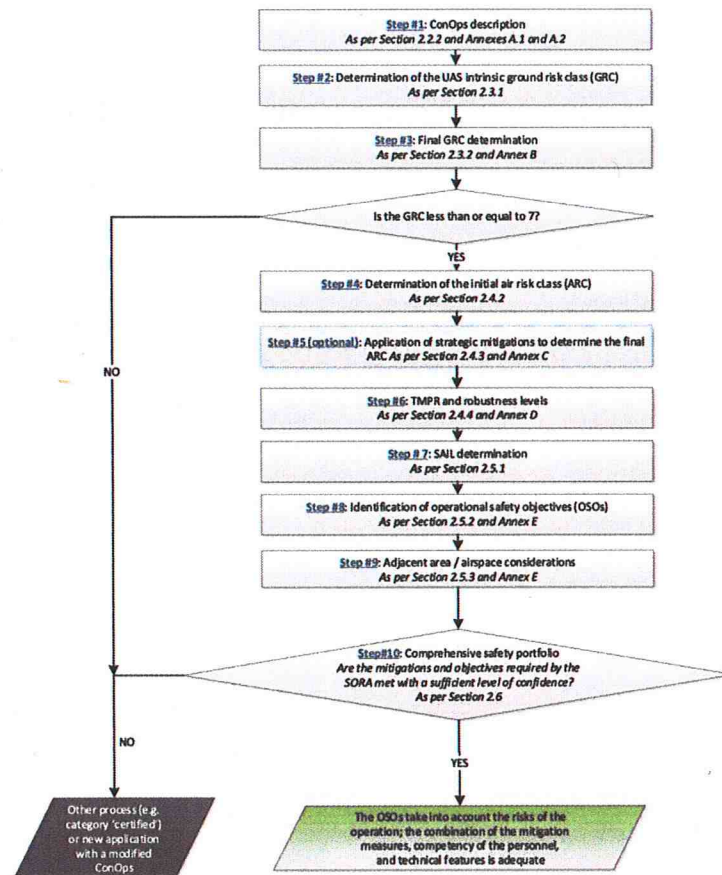 Step #1: ConOps description
As per Section 2.2.2 and Annexes A.1 and A.2
Step #2: Determination of the UAS intrinsic ground risk class (GRC)
As per Section 2.3.1
Step #3: Final GRC determination
As per Section 2.3.2 and Annex B
Is the GRC less than or equal to 7?
YES
Step #4: Determination of the initial air risk class (ARC)
As per Section 2.4.2
Step #5 (optional): Application of strategic mitigations to determine the final
ARC As per Section 2.4.3 and Annex C
NO
Step #6: TMPR and robustness levels
As per Section 2.4.4 and Annex D
Step # 7: SAIL determination
As per Section 2.5.1
Step #8: Identification of operational safety objectives (OSOs)
As per Section 2.5.2 and Annex E
Step #9: Adjacent area / airspace considerations
As per Section 2.5.3 and Annex E
Step#10: Comprehensive safety portfolio
Are the mitigations and objectives required by the
SORA met with a sufficient level of confidence?
As per Section 2.6
NO
YES
Other process (e.g.
category 'certified')
or new application
with a modified
ConOps
The OSOs take into account the risks of the
operation; the combination of the mitigation
measures, competency of the personnel,
and technical features is adequate